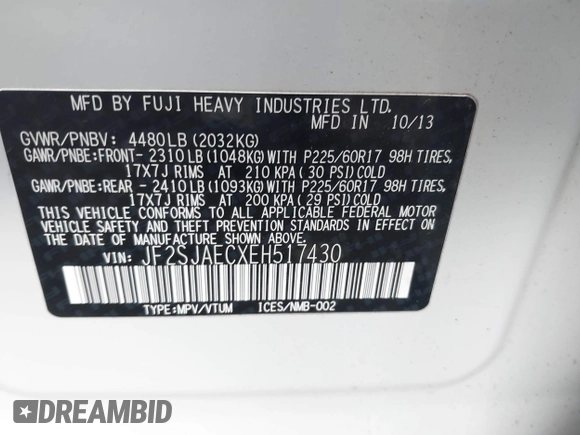 MFD BY FUJI HEAVY INDUSTRIES LTD.
MFD IN 10/13
GVWR/PNBV: 4480LB(2032KG)
GAWR/PNBE:FRONT- 2310LB(1048KG)WITH P225/60R17 98H TIRES,
17X7J RIMS AT 210 KPA( 30 PSI)COLD
GAWR/PNBE:REAR - 2410LB(1093KG)WITH P225/60R17 98H TIRES,
17X7J RIMS AT 200 KPA( 29 PSI)COLD
THIS VEHICLE CONFORMS TO ALL APPLICABLE FEDERAL MOTOR
VEHICLE SAFETY AND THEFT PREVENTION STANDARDS IN EFFECT ON THE
DATE OF MANUFACTURE SHOWN ABOVE.
VIN: JF2SJAECXEH517430
TYPE:MPV/VTUM ICES/NMB-002
DREAMBID